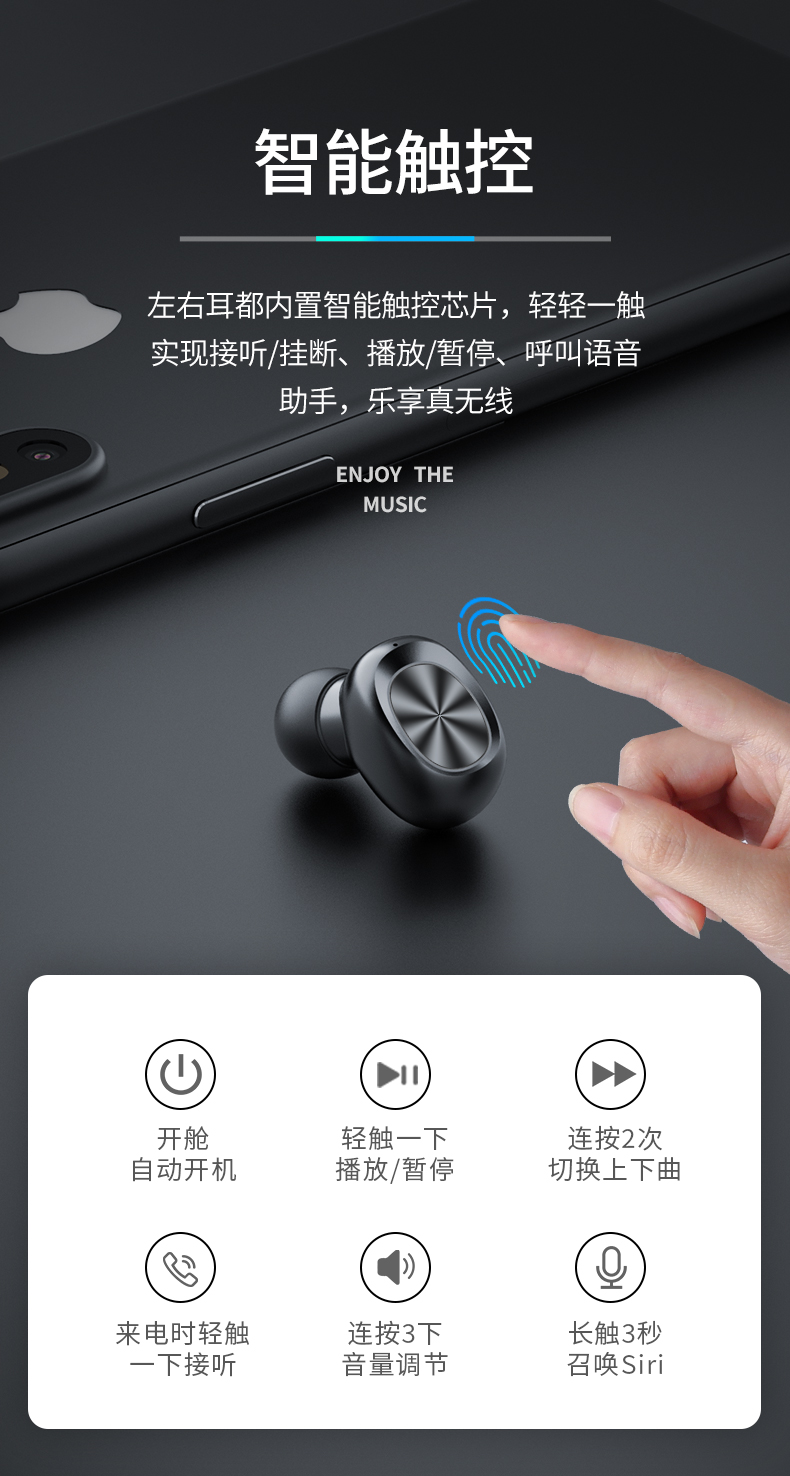 智能触控
左右耳都内置智能触控芯片，轻轻一触
实现接听/挂断、播放/暂停、呼叫语音
助手，乐享真无线
ENJOY THE
MUSIC
开舱
自动开机
轻触一下
播放/暂停
连按2次
切换上下曲
来电时轻触
一下接听
连按3下
音量调节
长触3秒
召唤Siri